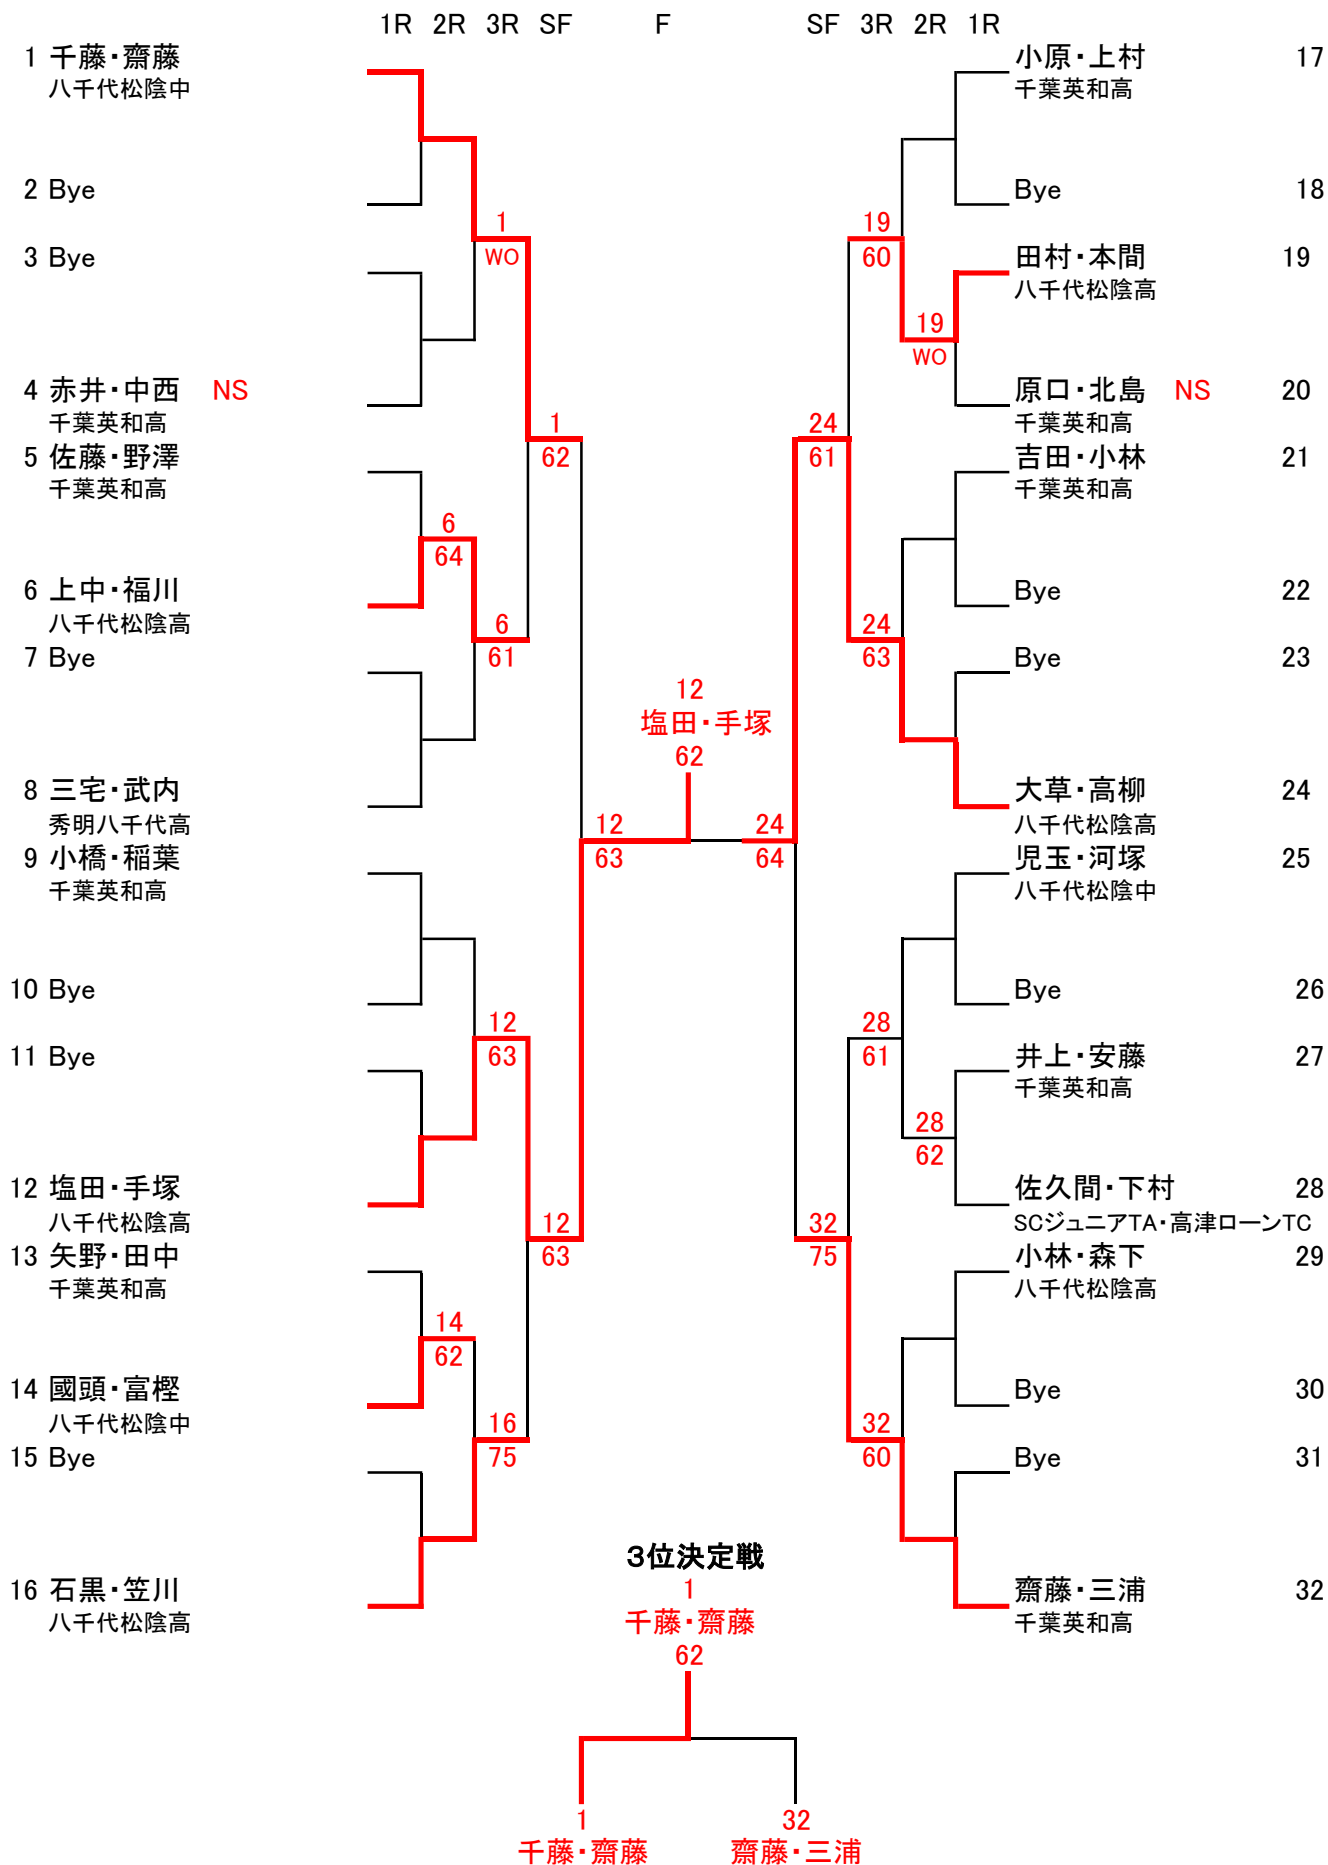 1R 2R 3R SF F SF 3R 2R 1R
1 千藤・齋藤
八千代松陰中
2 Bye
3 Bye
4 赤井・中西 NS
千葉英和高
5 佐藤・野澤
千葉英和高
6 上中・福川
八千代松陰高
7 Bye
8 三宅・武内
秀明八千代高
9 小橋・稲葉
千葉英和高
10 Bye
11 Bye
12 塩田・手塚
八千代松陰高
13 矢野・田中
千葉英和高
14 國頭・富樫
八千代松陰中
15 Bye
16 石黒・笠川
八千代松陰高
6
64
14
62
1
WO
6
61
12
63
16
75
1
62
12
63
12
63
12
塩田・手塚
62
24
64
24
61
32
75
19
60
24
63
28
61
32
60
19
WO
28
62
小原・上村 17
千葉英和高
Bye 18
田村・本間 19
八千代松陰高
原口・北島 NS 20
千葉英和高
吉田・小林 21
千葉英和高
Bye 22
Bye 23
大草・高柳 24
八千代松陰高
児玉・河塚 25
八千代松陰中
Bye 26
井上・安藤 27
千葉英和高
佐久間・下村 28
SCジュニアTA・高津ローンTC
小林・森下 29
八千代松陰高
Bye 30
Bye 31
齋藤・三浦 32
千葉英和高
3位決定戦
1
千藤・齋藤
62
1 32
千藤・齋藤 齋藤・三浦